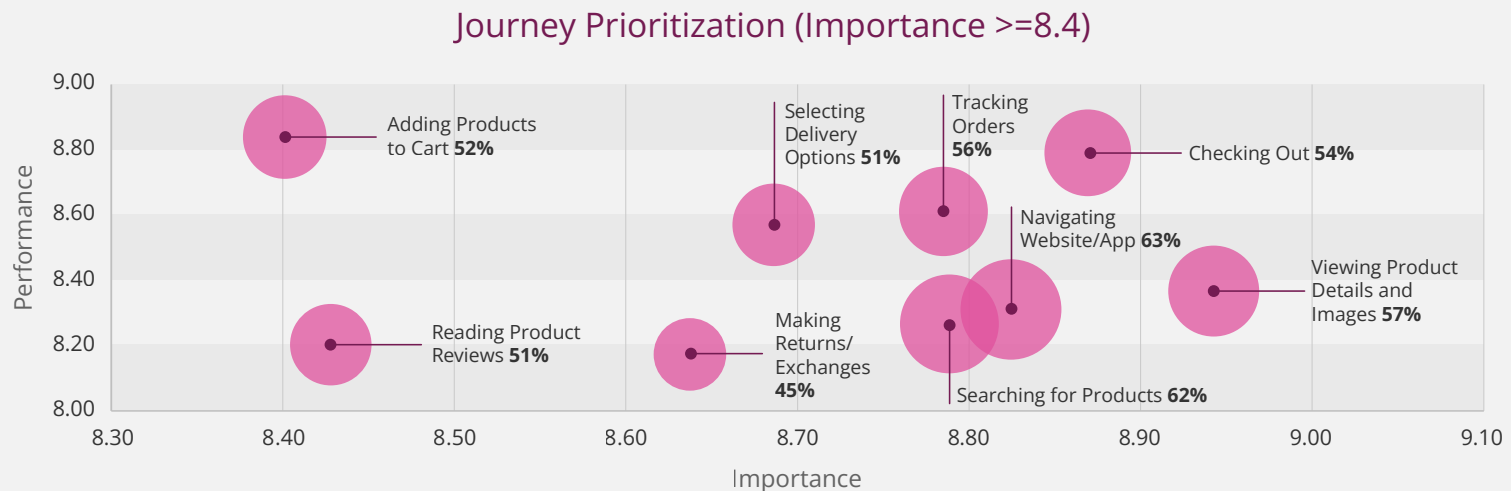 Journey Prioritization (Importance >=8.4)
9.00
8.80
8.60
8.40
8.20
8.00
Performance
Adding Products
to Cart 52%
Selecting
Delivery
Options 51%
Tracking
Orders
56%
Checking Out 54%
Navigating
Website/App 63%
Viewing Product
Details and
Images 57%
Reading Product
Reviews 51%
Making
Returns/
Exchanges
45%
Searching for Products 62%
8.30
8.40
8.50
8.60
8.70
8.80
8.90
9.00
9.10
Importance